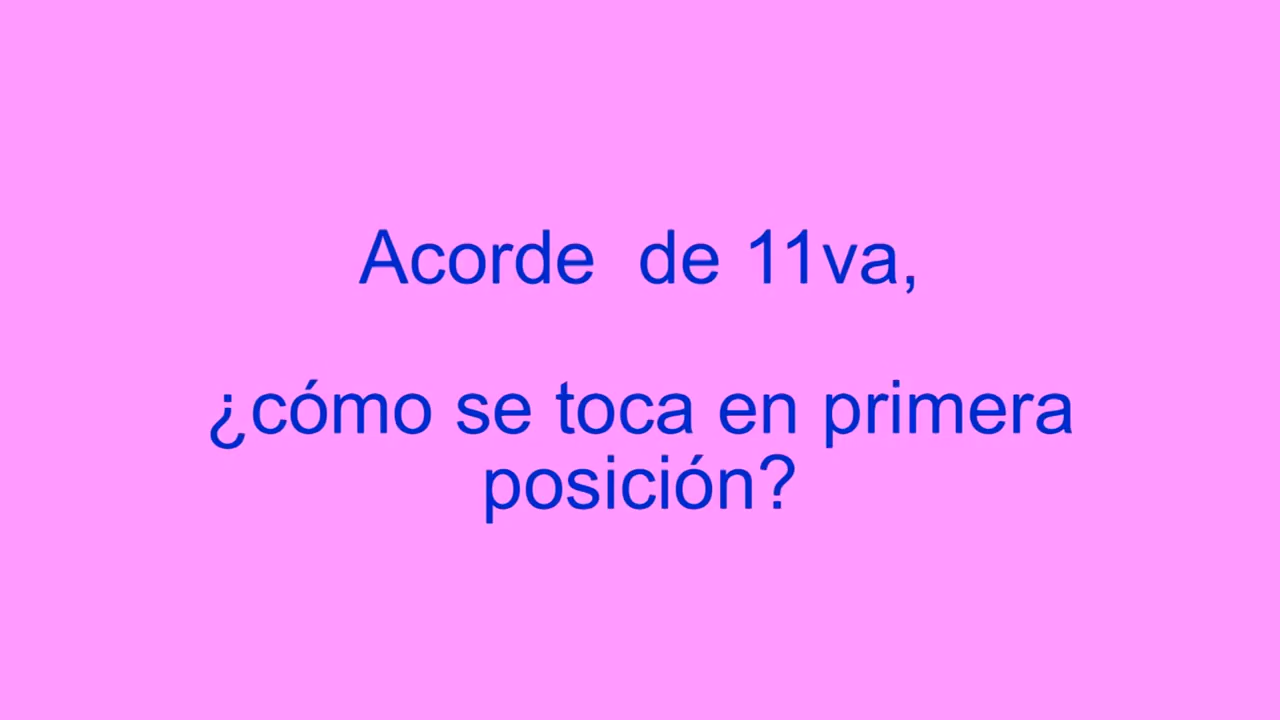 Acorde  de 11va,
¿cómo se toca en primera
posición?